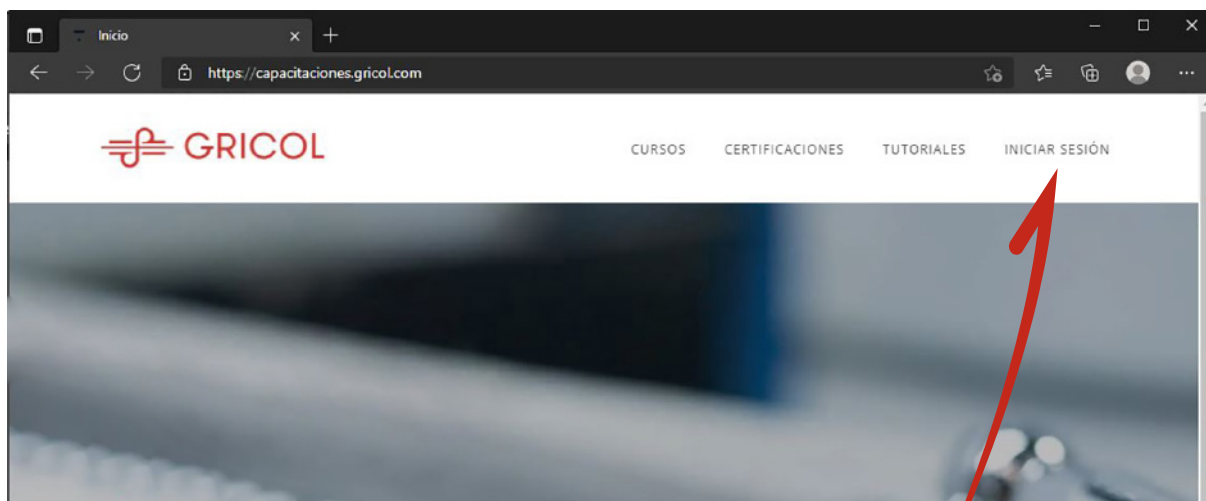 Inicio
https://capacitaciones.gricol.com
GRICOL
CURSOS CERTIFICACIONES TUTORIALES INICIAR SESIÓN